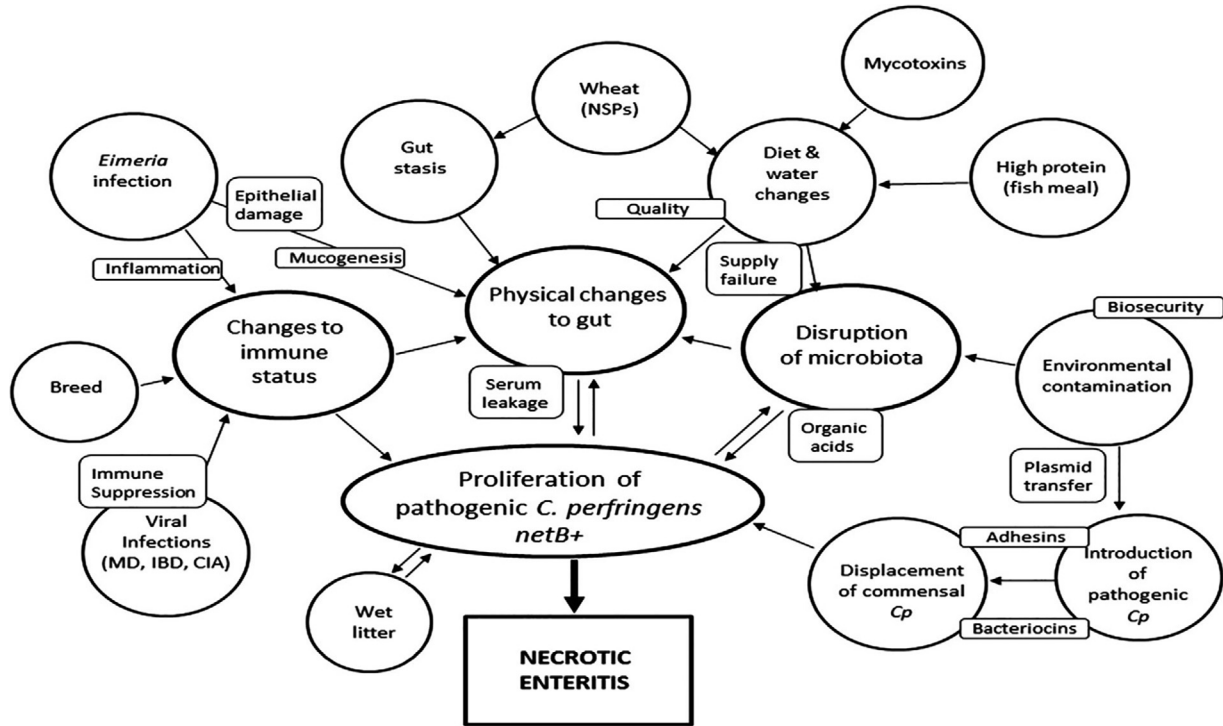 Mycotoxins
Wheat
(NSPs)
Gut
stasis
Diet &
water
changes
High protein
(fish meal)
Eimeria
infection
Epithelial
damage
Quality
Mucogenesis
Inflammation
Supply
failure
Physical changes
to gut
Biosecurity
Changes to
immune
status
Disruption
of microbiota
Environmental
contamination
Breed
Serum
leakage
Organic
acids
Immune
Suppression
Viral
Infections
(MD, IBD, CIA)
Proliferation of
pathogenic C. perfringens
netB+
Plasmid
transfer
Adhesins
Displacement
of commensal
Cp
Introduction
of
pathogenic
Cp
Bacteriocins
Wet
litter
NECROTIC
ENTERITIS